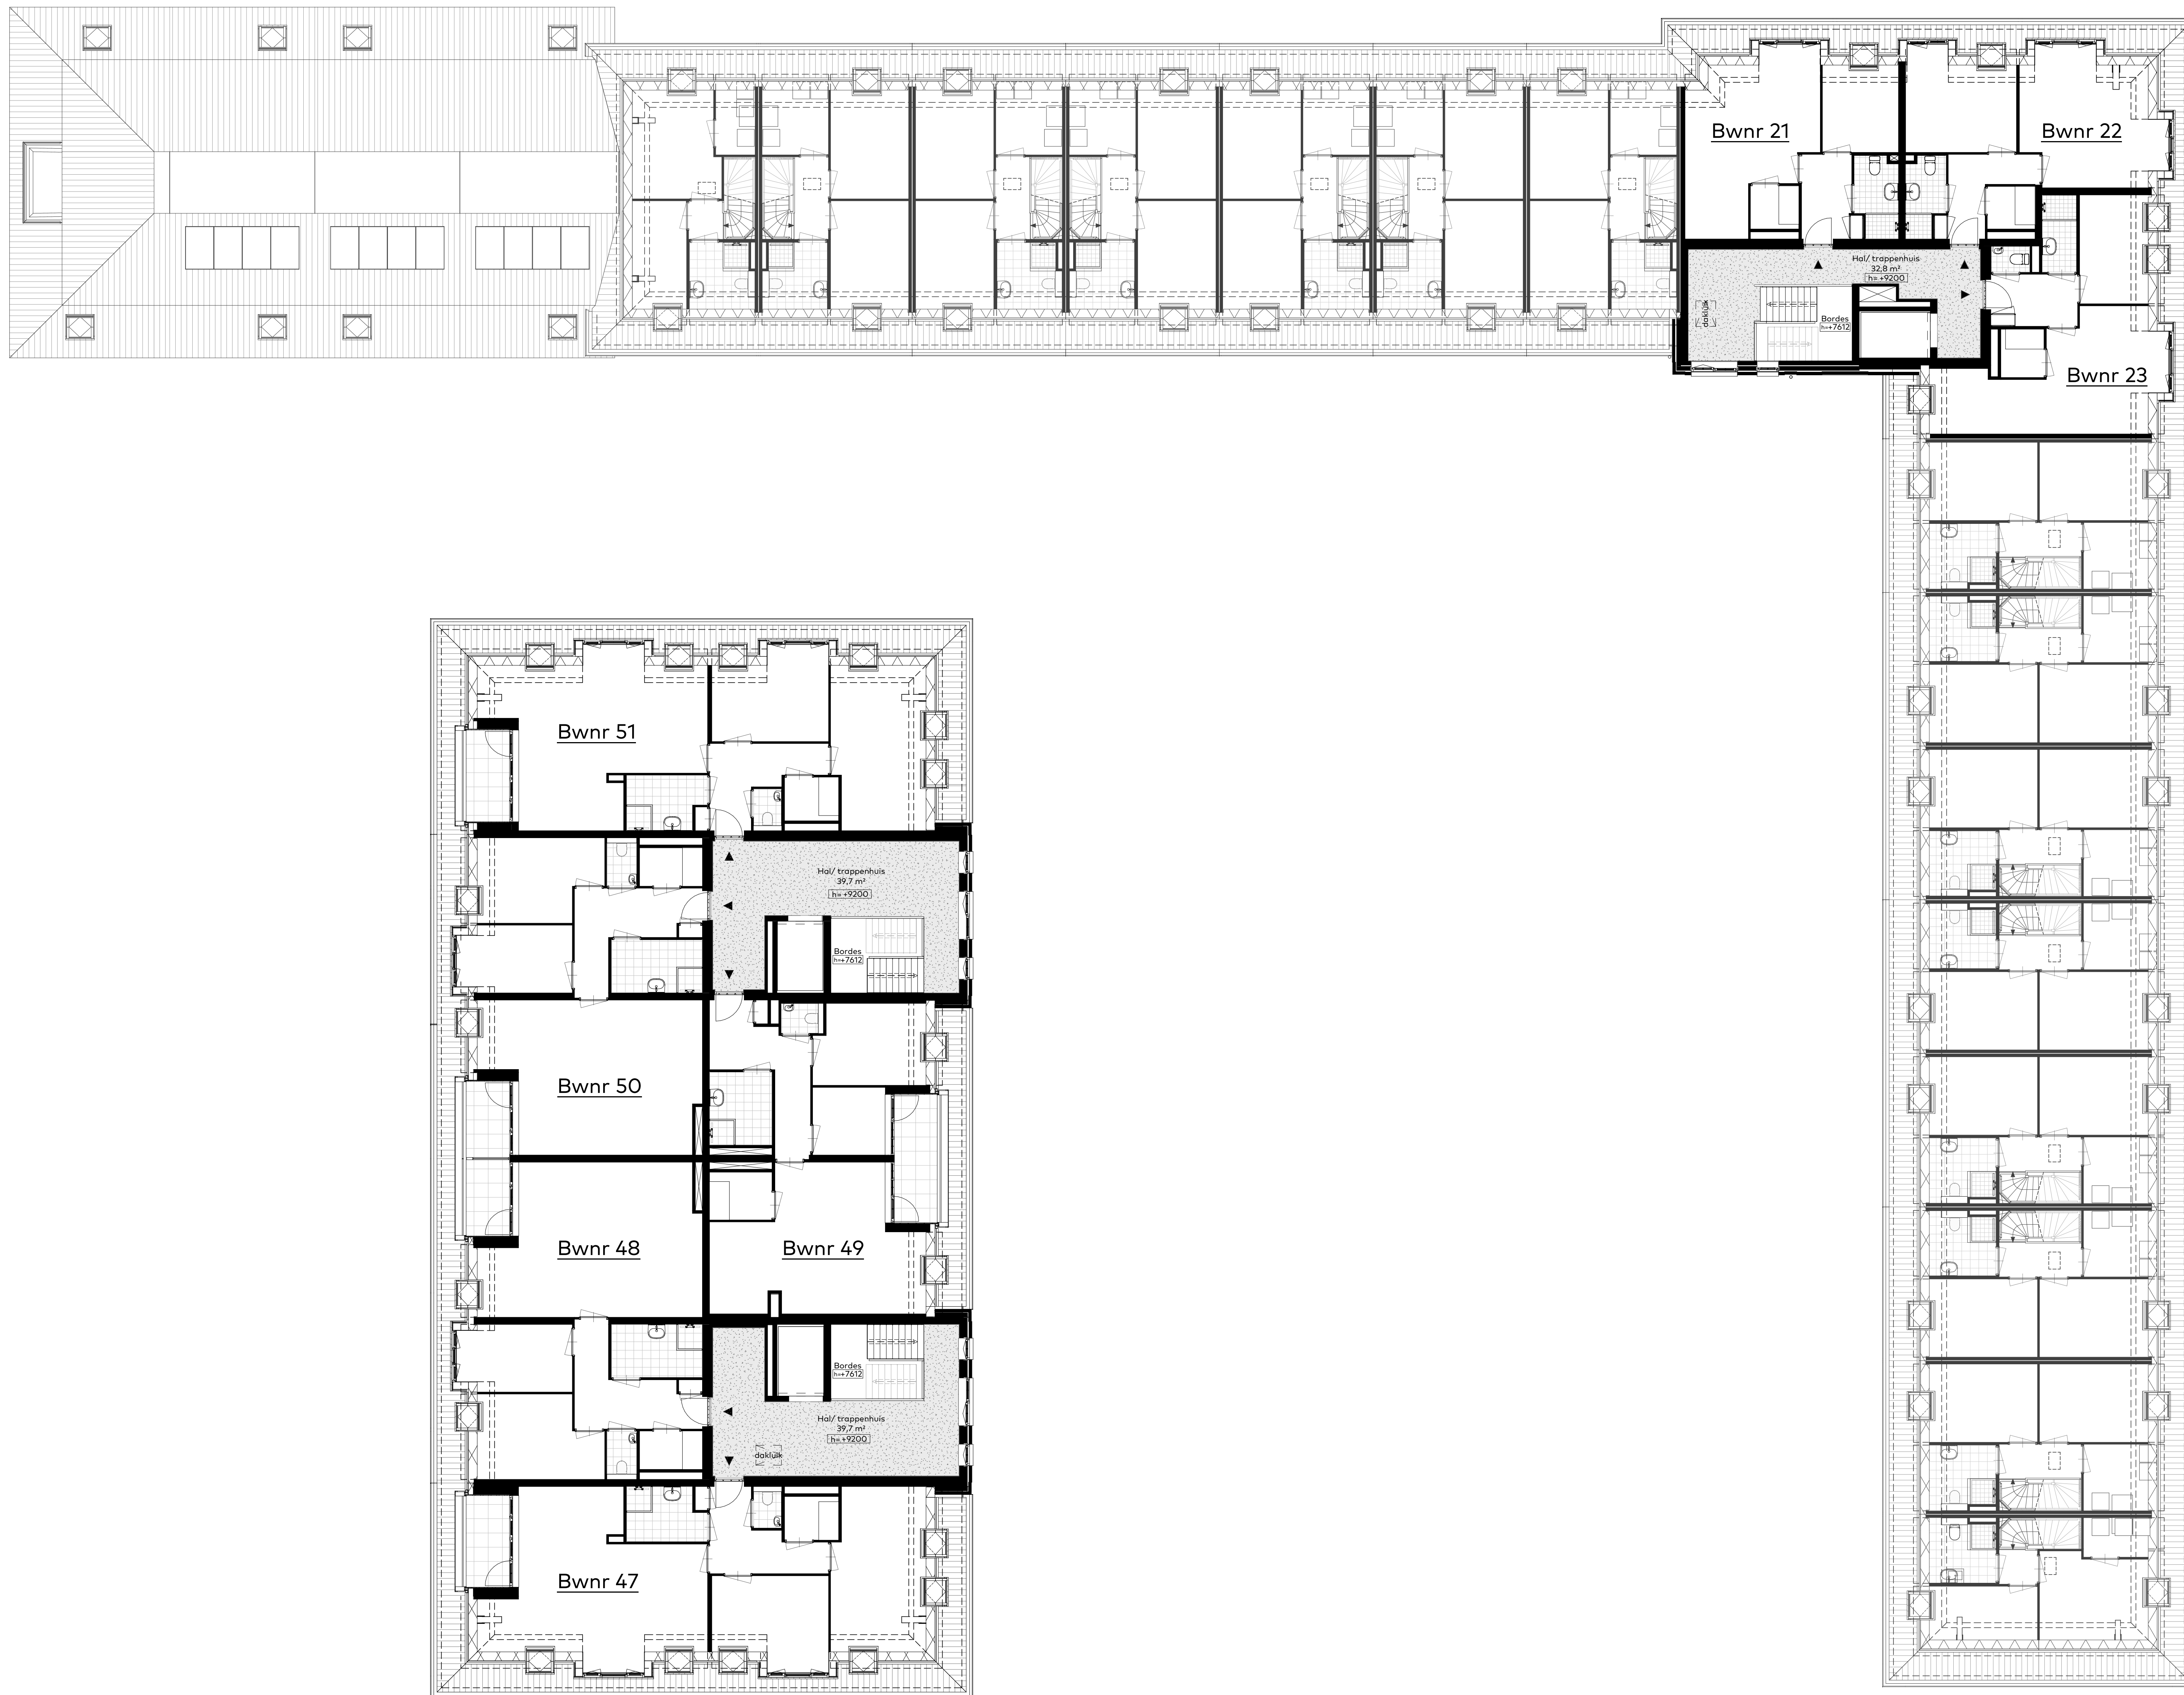 Bwnr 21
Bwnr 22
Hal/ trappenhuis
32,8 m²
h= +9200
dakluik
Bordes
h=+7612
Bwnr 23
Bwnr 51
Hal/ trappenhuis
39,7 m²
h= +9200
Bordes
h=+7612
Bwnr 50
Bwnr 48
Bwnr 49
Bordes
h=+7612
Hal/ trappenhuis
39,7 m²
h= +9200
dakluik
Bwnr 47